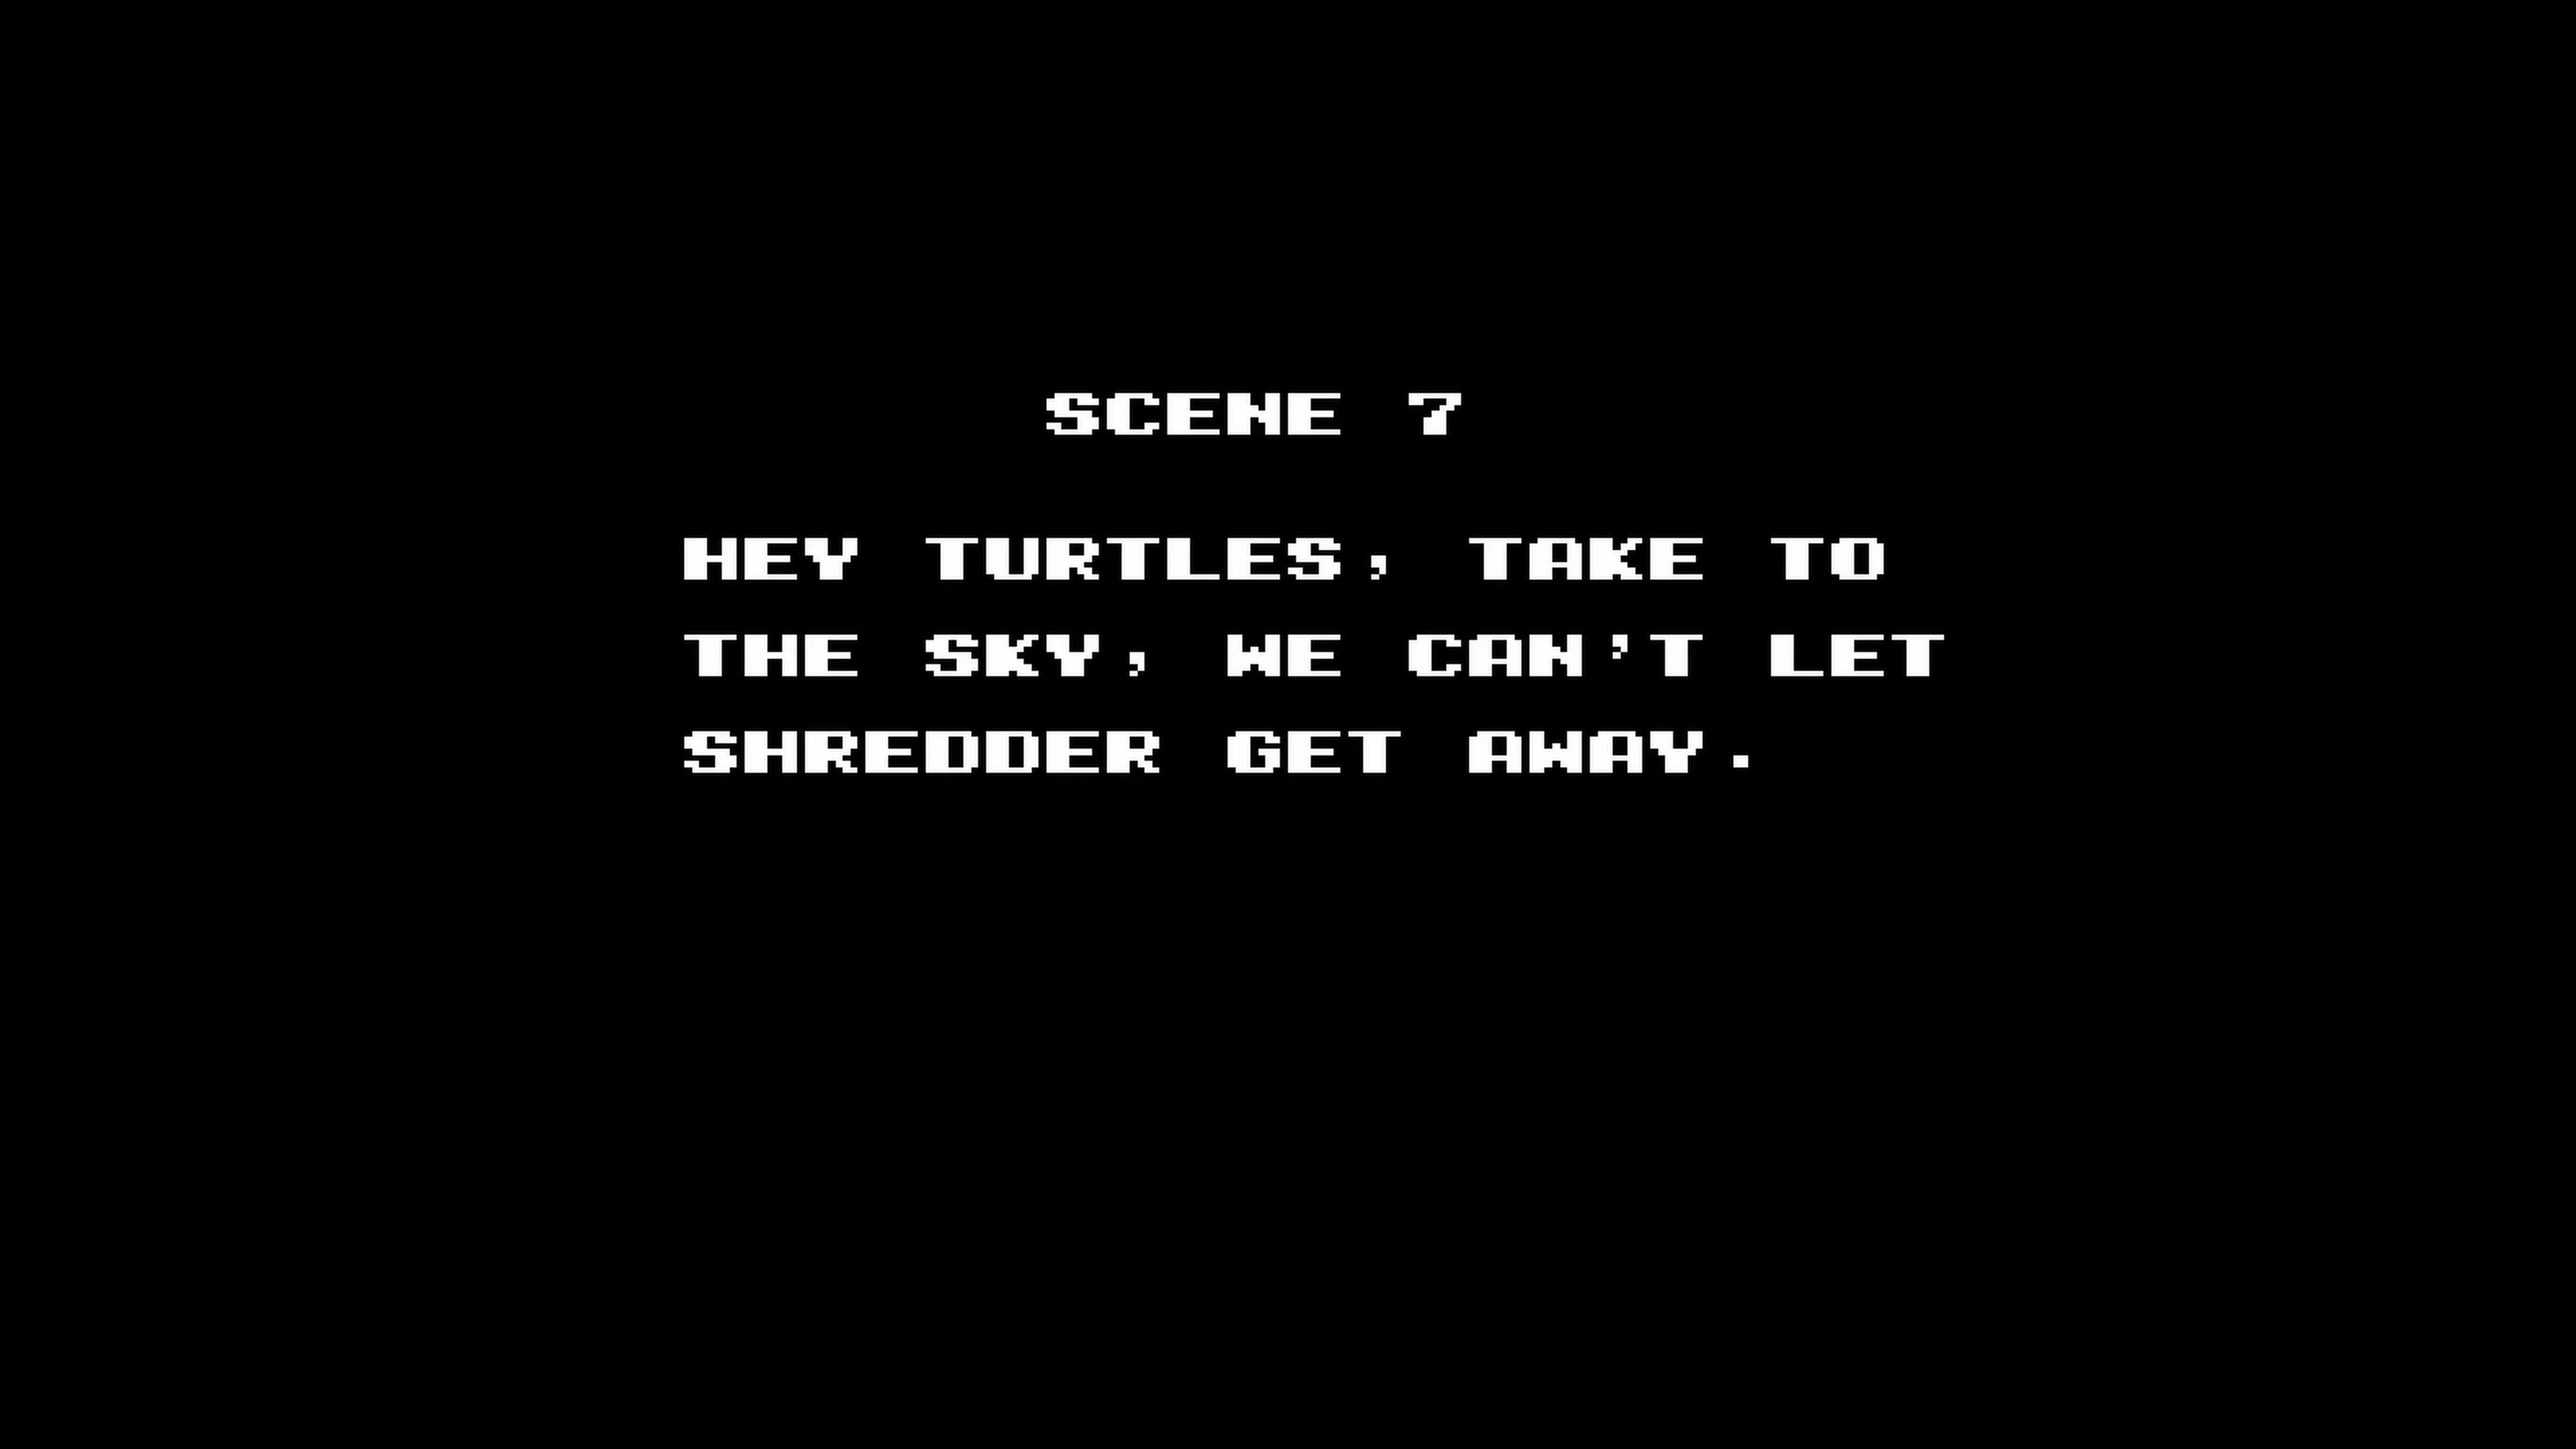 SCENE 7
HEY TURTLES, TAKE TO
THE SKY, WE CAN'T LET
SHREDDER GET AWAY.